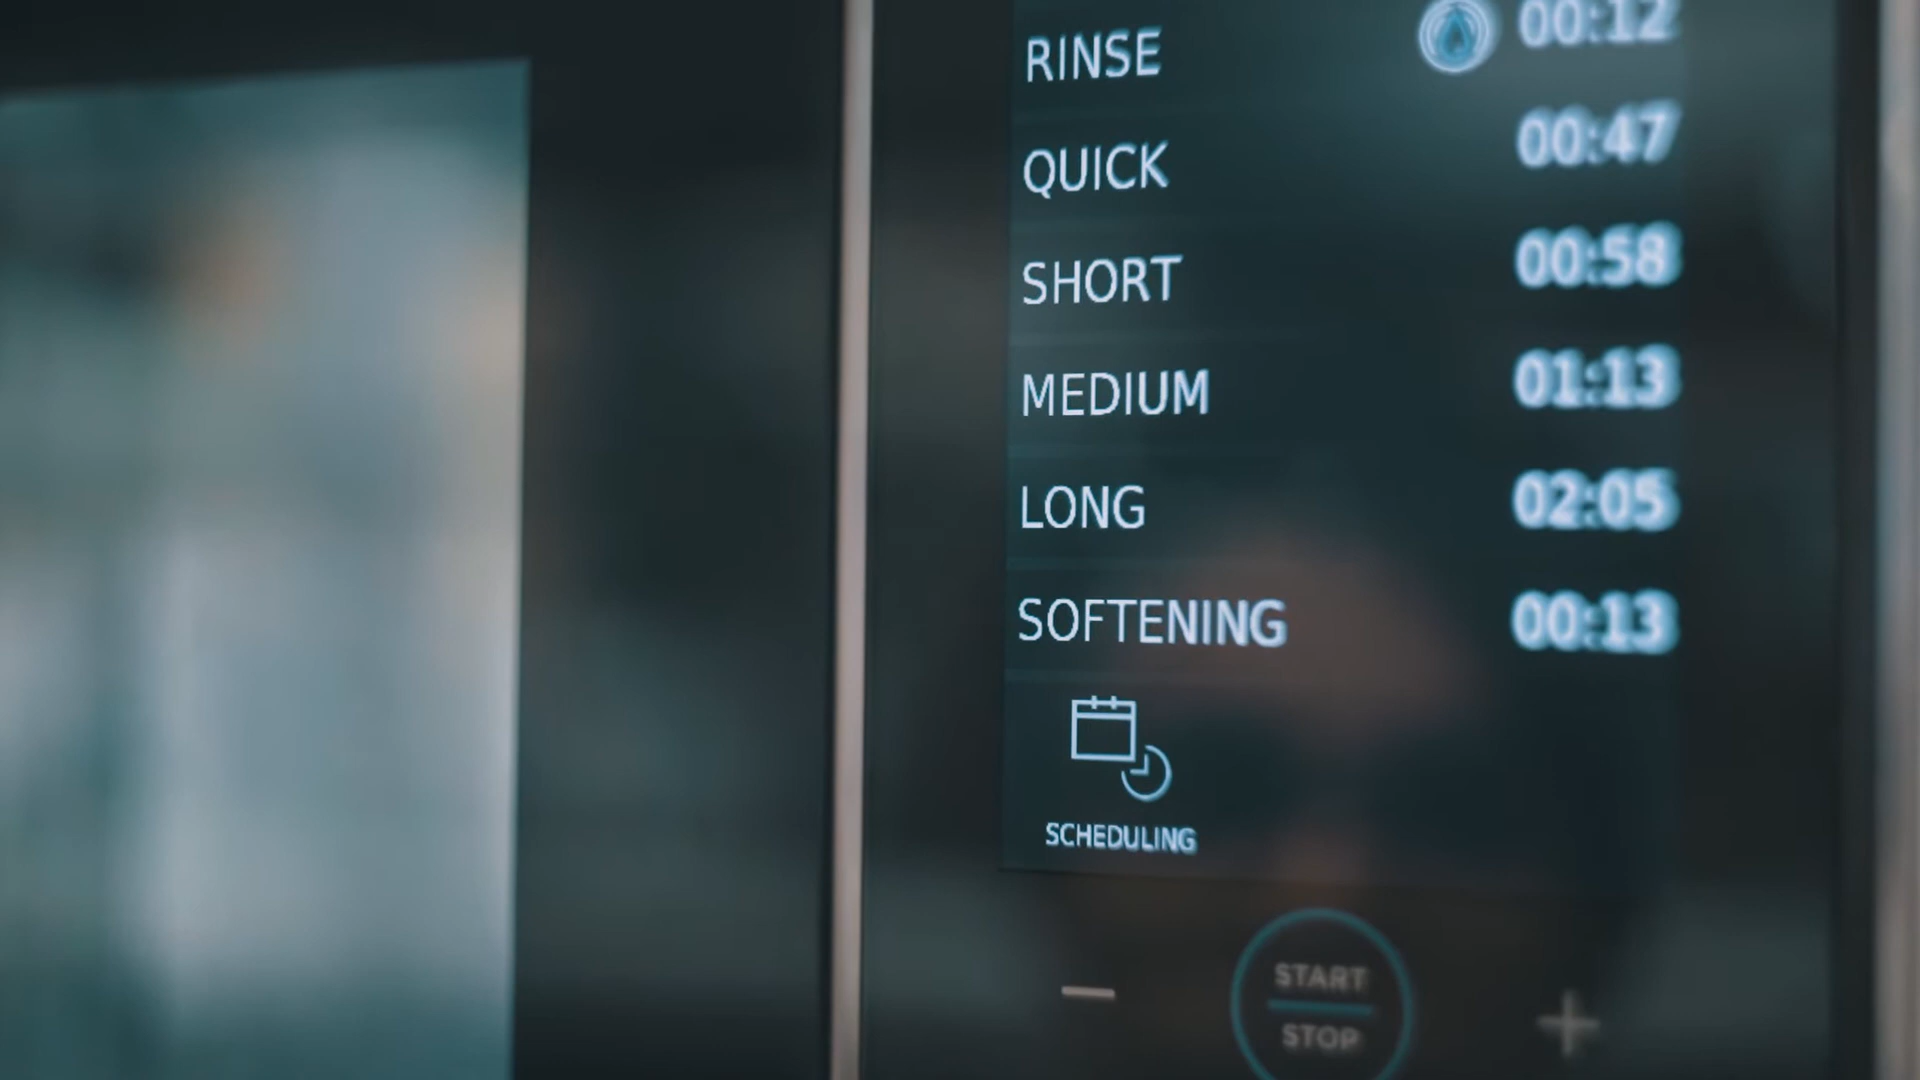 RINSE 00:12
QUICK 00:47
SHORT 00:58
MEDIUM 01:13
LONG 02:05
SOFTENING 00:13
SCHEDULING
START
STOP